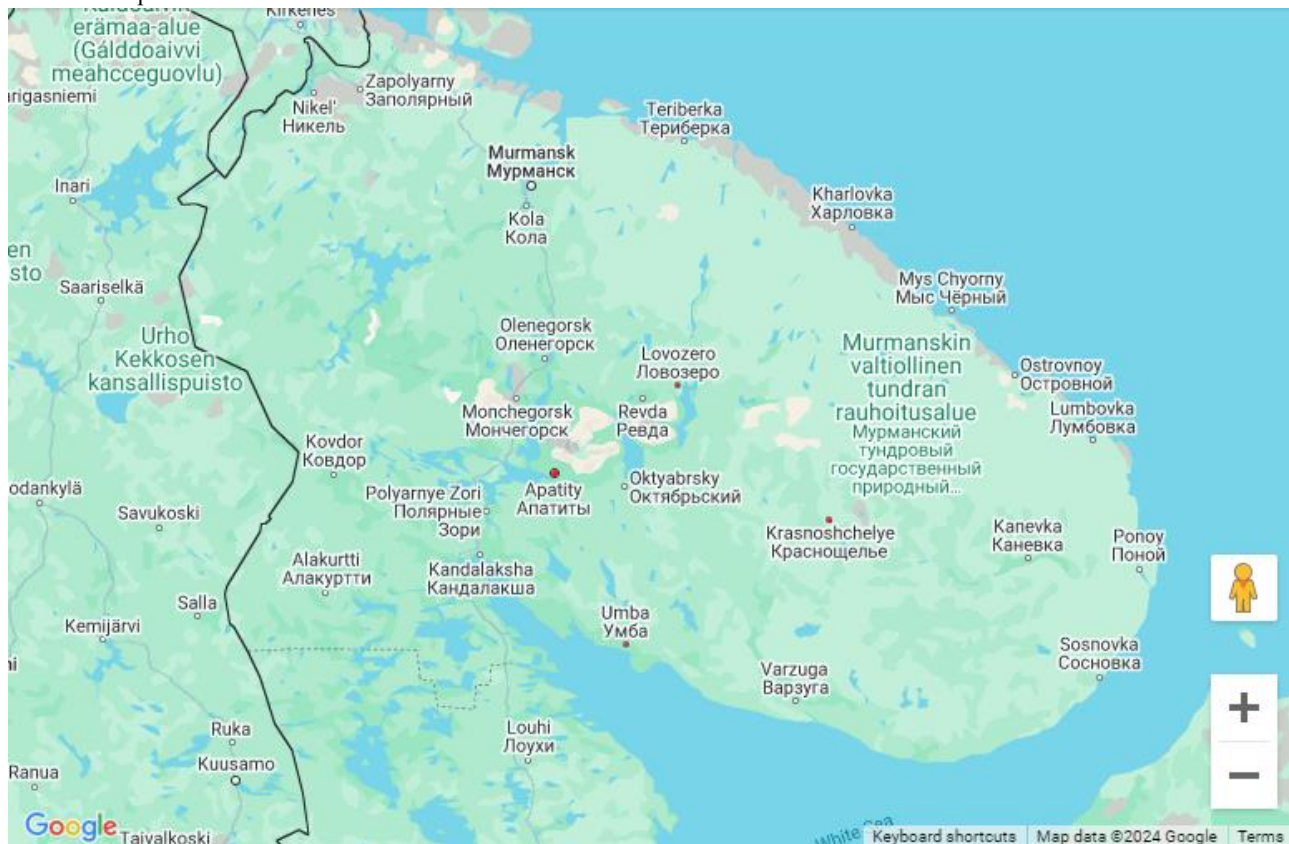 erämaa-alue
(Gálddoaivvi
meahcceguovlu)
Kirkenes
Zapolyarny
Заполярный
Nikel'
Никель
Teriberka
Териберка
Murmansk
Мурманск
Inari
Kola
Кола
Kharlovka
Харловка
en
sto
Saariselkä
Mys Chyorny
Мыс Чёрный
Urho
Kekkosen
kansallispuisto
Olenegorsk
Оленегорск
Lovozero
Ловозеро
Murmanskin
valtiollinen
tundran
rauhoitusalue
Мурманский
тундровый
государственный
природный...
Ostrovnoy
Островной
Lumbovka
Лумбовка
Monchegorsk
Мончегорск
Revda
Ревда
Kovdor
Ковдор
odankylä
Savukoski
Polyarnye Zori
Полярные
Зори
Apatity
Апатиты
Oktyabrsky
Октябрьский
Krasnoshchelye
Краснощелье
Kanevka
Каневка
Ponoy
Поной
Alakurtti
Алакуртти
Kandalaksha
Кандалакша
Salla
Kemijärvi
Umba
Умба
Varzuga
Варзуга
Sosnovka
Сосновка
Ruka
Kuusamo
Louhi
Лоухи
Ranua
Taivalkoski
Google
White Sea
Keyboard shortcuts Map data ©2024 Google Terms